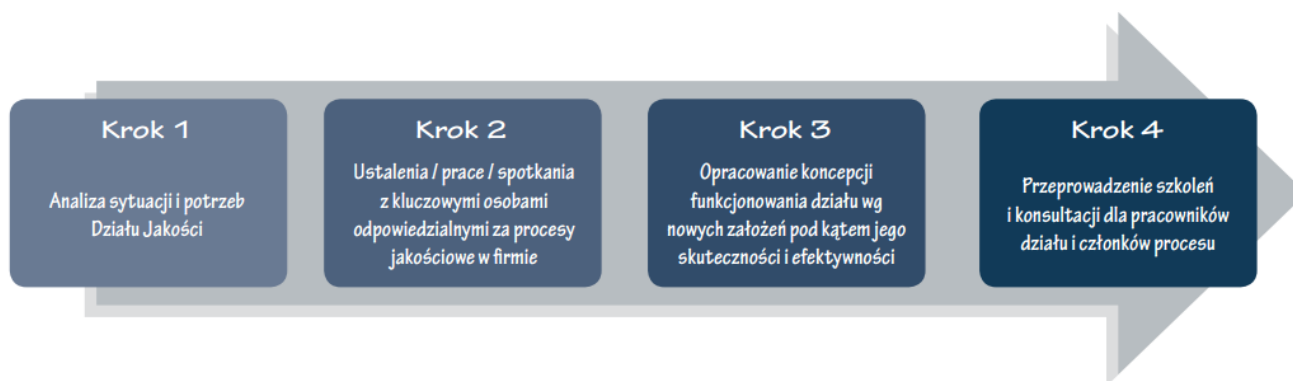 Krok 1
Analiza sytuacji i potrzeb
Działu Jakości
Krok 2
Ustalenia / prace / spotkania
z kluczowymi osobami
odpowiedzialnymi za procesy
jakościowe w firmie
Krok 3
Opracowanie koncepcji
funkcjonowania działu wg
nowych założeń pod kątem jego
skuteczności i efektywności
Krok 4
Przeprowadzenie szkoleń
i konsultacji dla pracowników
działu i członków procesu